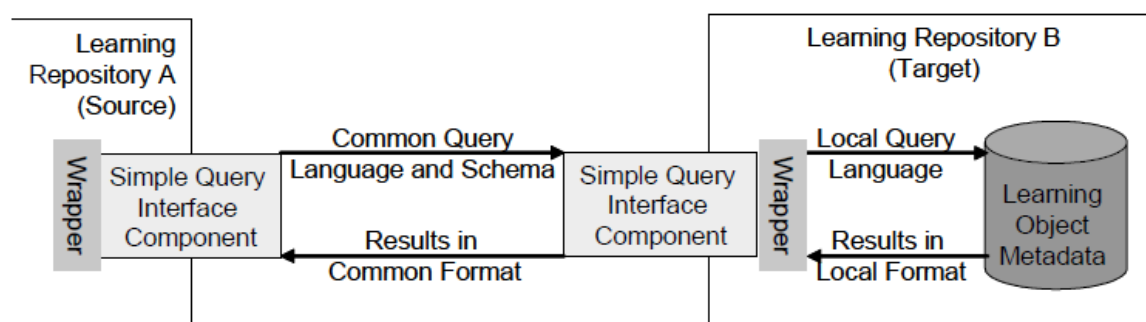 Learning
Repository A
(Source)
Wrapper
Simple Query
Interface
Component
Common Query
Language and Schema
Results in
Common Format
Simple Query
Interface
Component
Learning Repository B
(Target)
Wrapper
Local Query
Language
Results in
Local Format
Learning
Object
Metadata